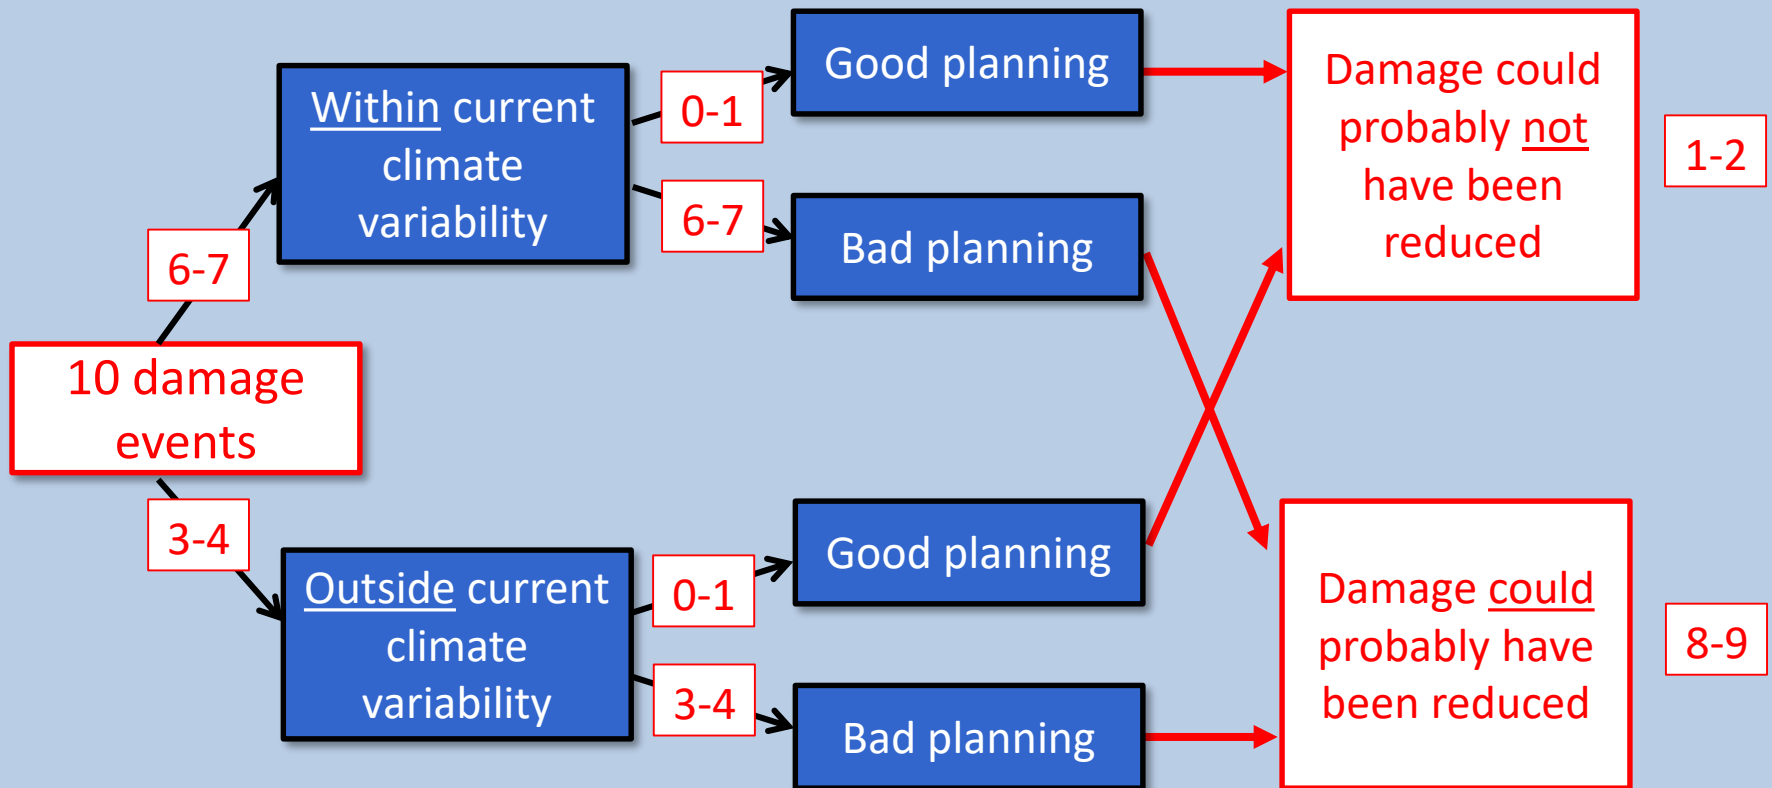 10 damage
events
6-7
3-4
Within current
climate
variability
0-1
6-7
Good planning
Bad planning
Outside current
climate
variability
0-1
3-4
Good planning
Bad planning
Damage could
probably not
have been
reduced
1-2
Damage could
probably have
been reduced
8-9